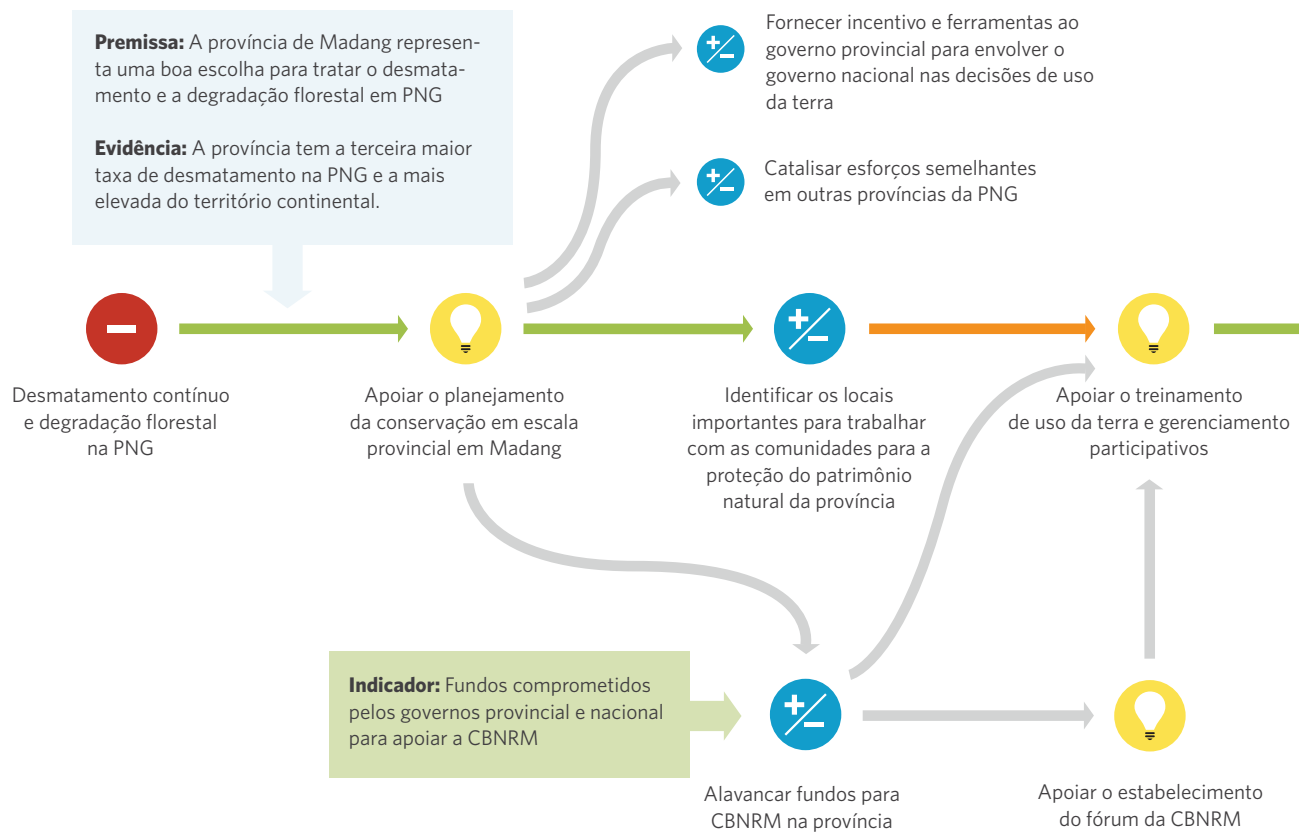 Premissa: A província de Madang represen-
ta uma boa escolha para tratar o desmata-
mento e a degradação florestal em PNG
Evidência: A província tem a terceira maior
taxa de desmatamento na PNG e a mais
elevada do território continental.
Fornecer incentivo e ferramentas ao
governo provincial para envolver o
governo nacional nas decisões de uso
da terra
Catalisar esforços semelhantes
em outras províncias da PNG
Desmatamento contínuo
e degradação florestal
na PNG
Apoiar o planejamento
da conservação em escala
provincial em Madang
Identificar os locais
importantes para trabalhar
com as comunidades para a
proteção do patrimônio
natural da província
Apoiar o treinamento
de uso da terra e gerenciamento
participativos
Indicador: Fundos comprometidos
pelos governos provincial e nacional
para apoiar a CBNRM
Alavancar fundos para
CBNRM na província
Apoiar o estabelecimento
do fórum da CBNRM